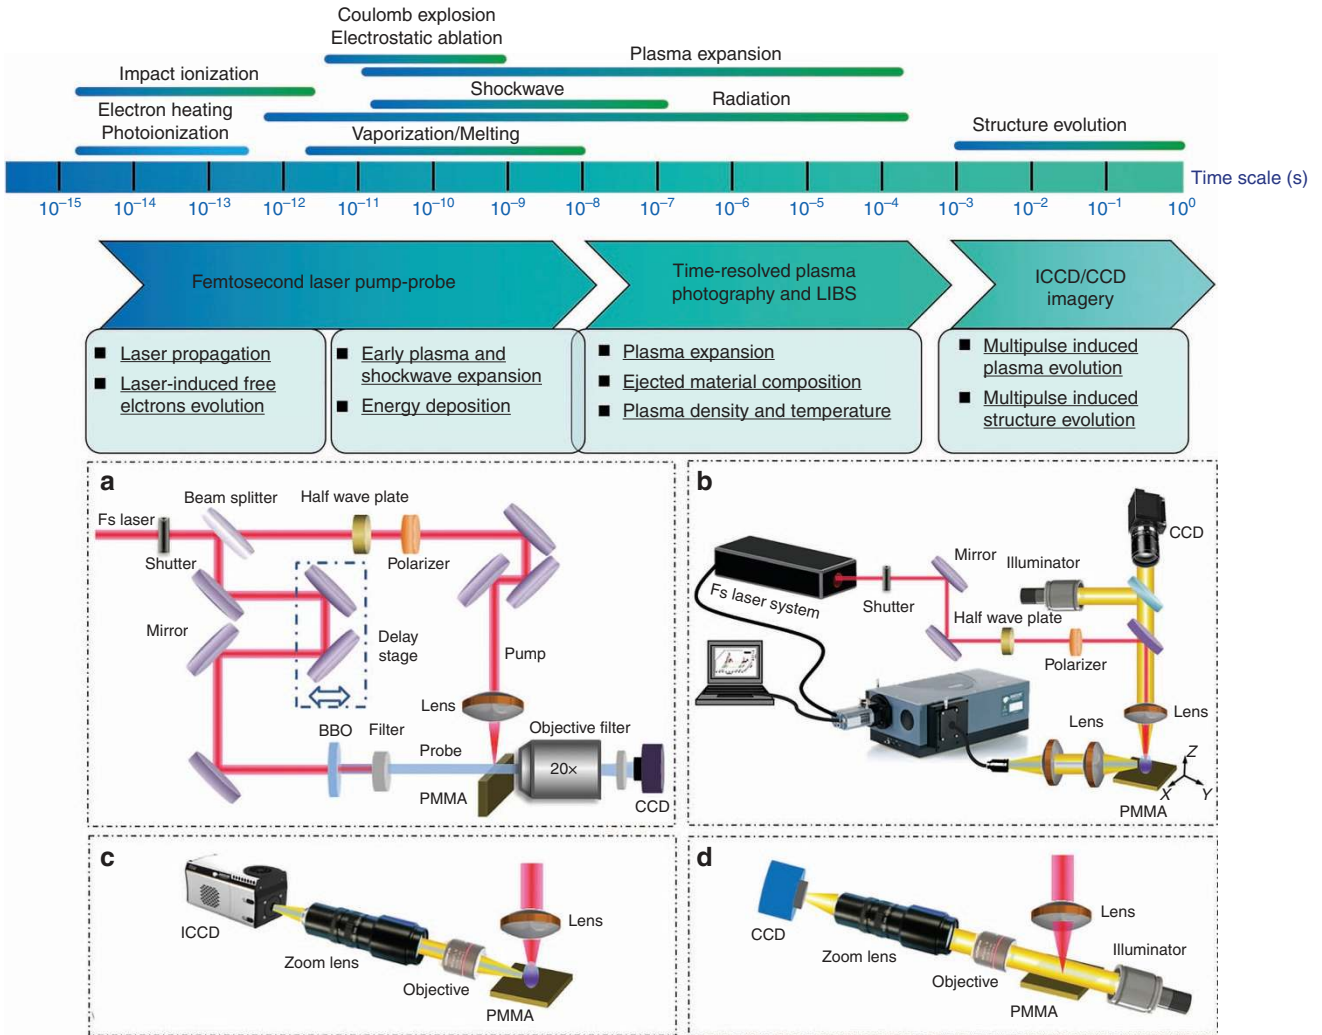 Coulomb explosion
Electrostatic ablation
Plasma expansion
Impact ionization
Shockwave
Radiation
Electron heating
Photoionization
Vaporization/Melting
Structure evolution
Time scale (s)
10⁻¹⁵ 10⁻¹⁴ 10⁻¹³ 10⁻¹² 10⁻¹¹ 10⁻¹⁰ 10⁻⁹ 10⁻⁸ 10⁻⁷ 10⁻⁶ 10⁻⁵ 10⁻⁴ 10⁻³ 10⁻² 10⁻¹ 10⁰
Femtosecond laser pump-probe
Time-resolved plasma
photography and LIBS
ICCD/CCD
imagery
Laser propagation
Laser-induced free
elctrons evolution
Early plasma and
shockwave expansion
Energy deposition
Plasma expansion
Ejected material composition
Plasma density and temperature
Multipulse induced
plasma evolution
Multipulse induced
structure evolution
a
Beam splitter
Half wave plate
Fs laser
Shutter
Polarizer
Mirror
Delay
stage
Pump
Lens
BBO
Filter
Probe
Objective filter
20×
PMMA
CCD
b
CCD
Mirror
Illuminator
Fs laser system
Shutter
Half wave plate
Polarizer
Lens
Lens
Z
X
Y
PMMA
c
ICCD
Zoom lens
Objective
Lens
PMMA
d
CCD
Zoom lens
Objective
Lens
Illuminator
PMMA